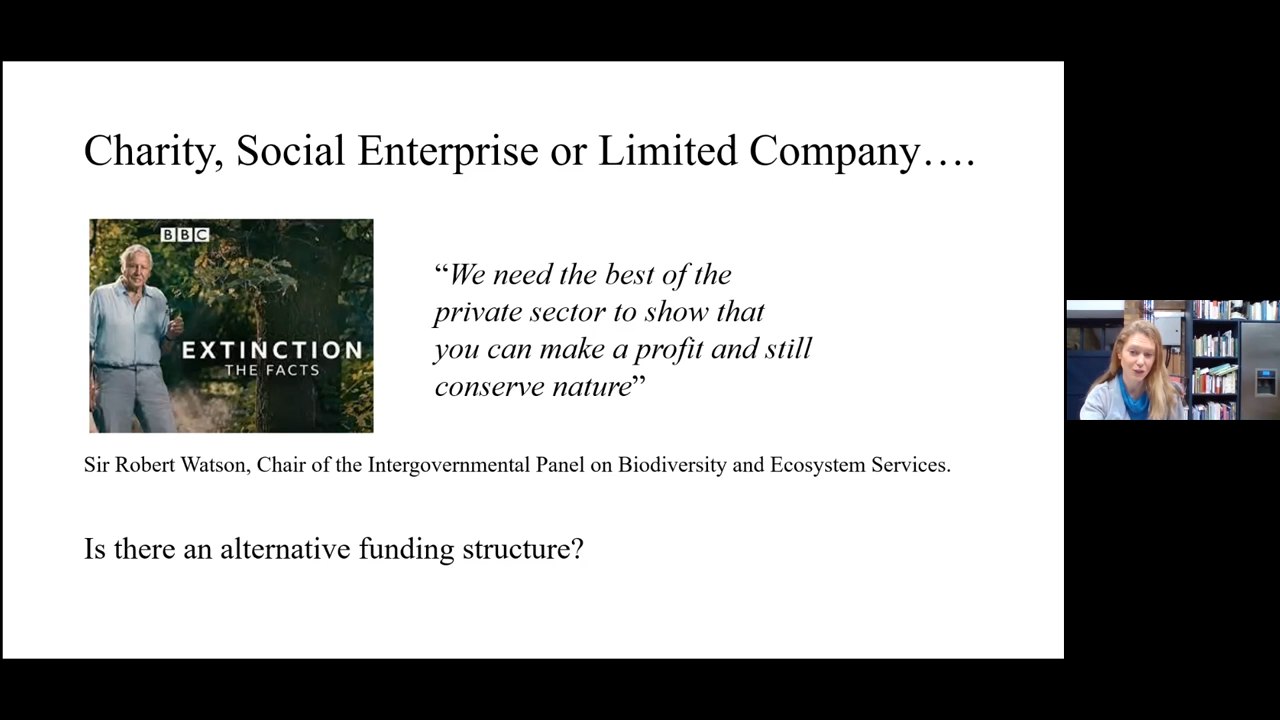 Charity, Social Enterprise or Limited Company….
BBC
EXTINCTION
THE FACTS
“We need the best of the
private sector to show that
you can make a profit and still
conserve nature”
Sir Robert Watson, Chair of the Intergovernmental Panel on Biodiversity and Ecosystem Services.
Is there an alternative funding structure?